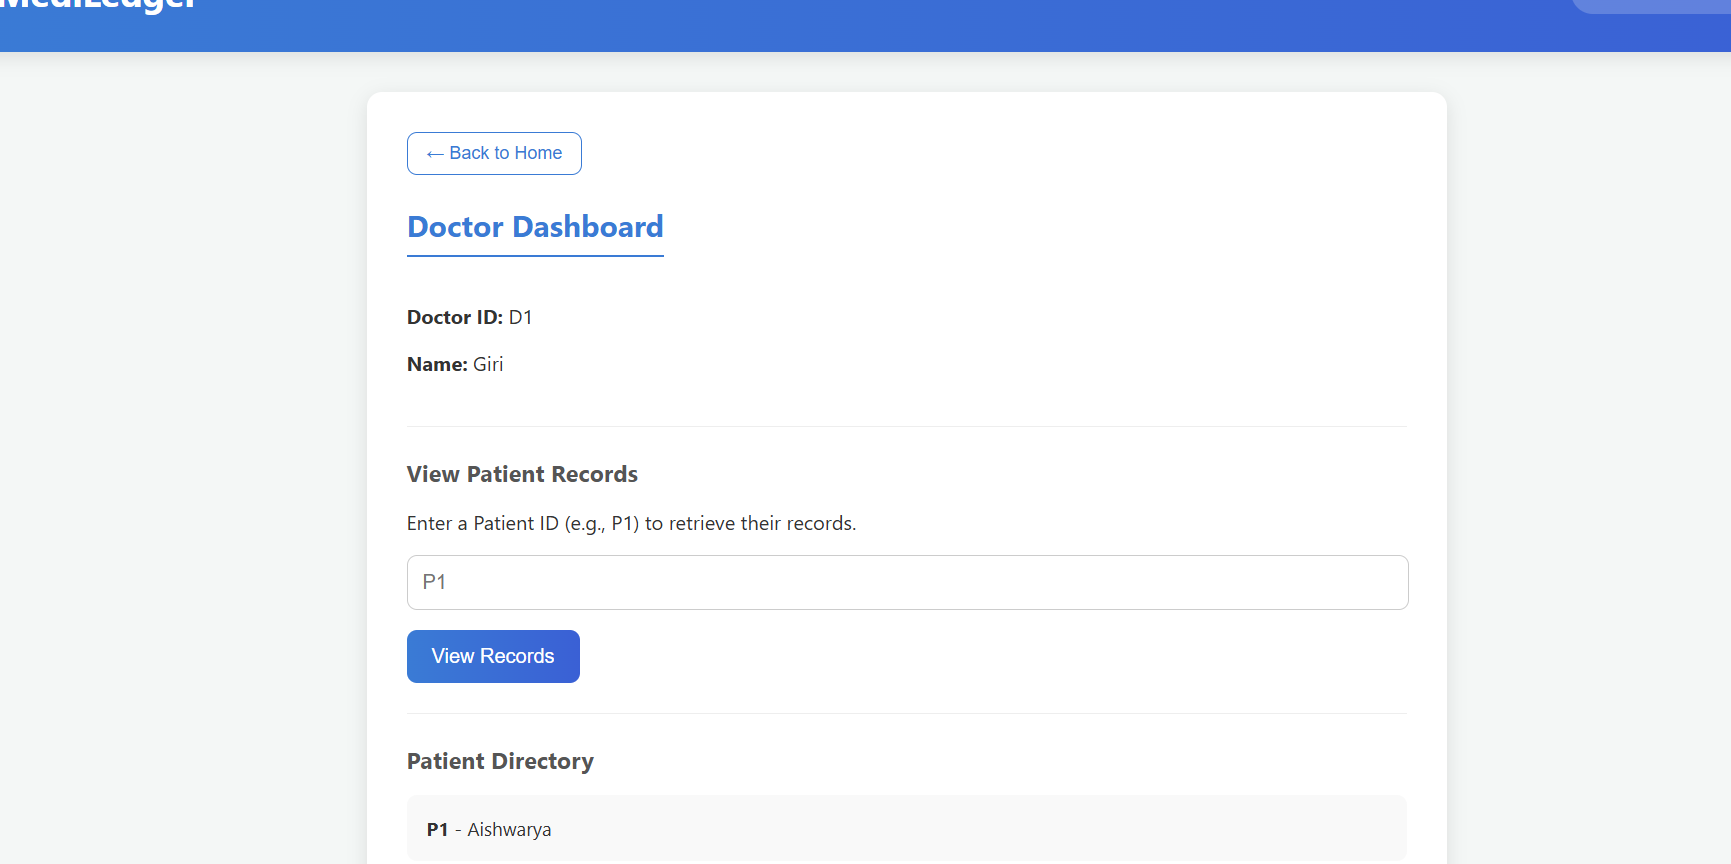 MediLedger
← Back to Home
Doctor Dashboard
Doctor ID: D1
Name: Giri
View Patient Records
Enter a Patient ID (e.g., P1) to retrieve their records.
P1
View Records
Patient Directory
P1 - Aishwarya